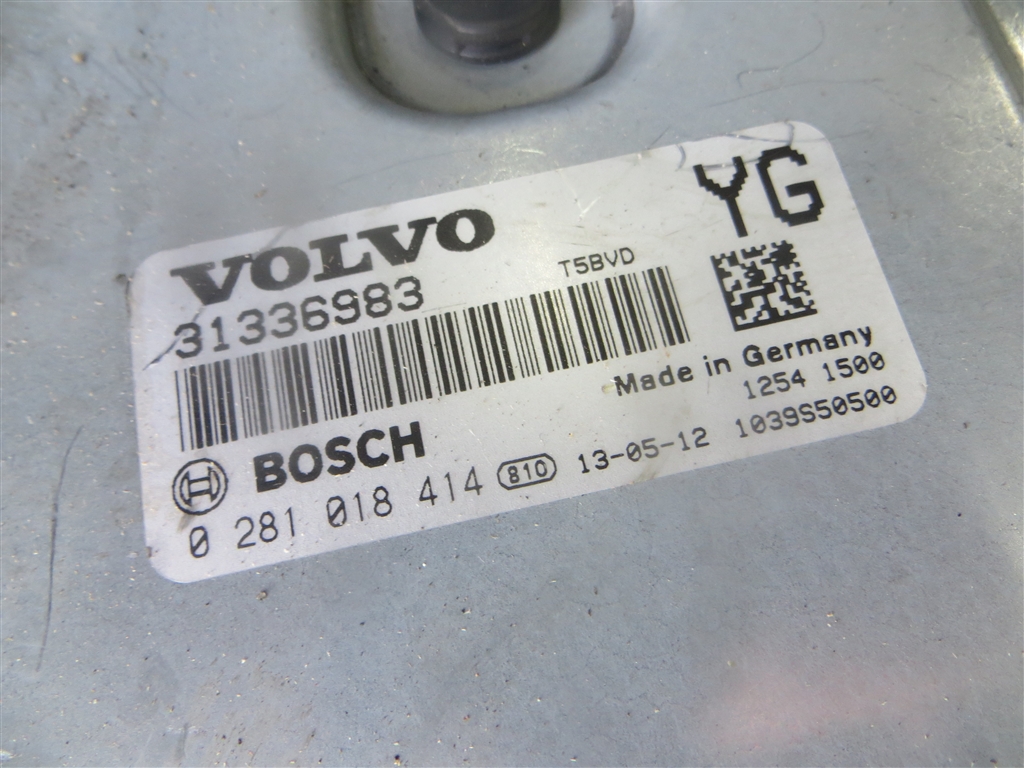 YG
VOLVO
31336983 T5BVD
Made in Germany
1254 1500
BOSCH
0 281 018 414 810 13-05-12 1039S50500